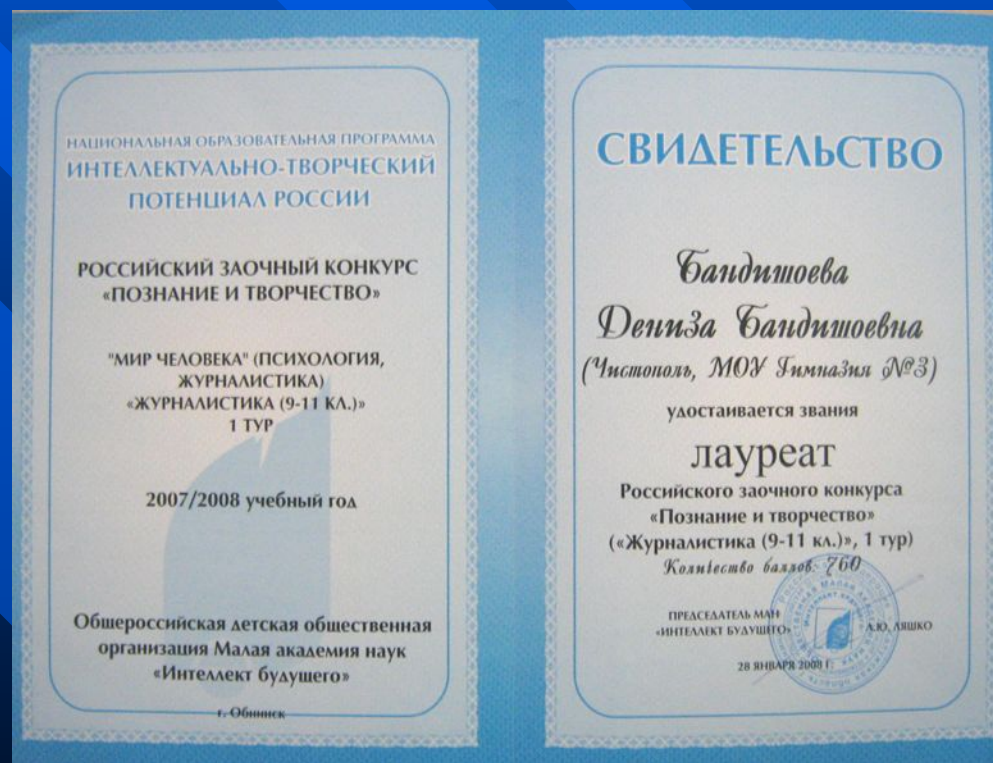 НАЦИОНАЛЬНАЯ ОБРАЗОВАТЕЛЬНАЯ ПРОГРАММА
ИНТЕЛЛЕКТУАЛЬНО-ТВОРЧЕСКИЙ
ПОТЕНЦИАЛ РОССИИ
РОССИЙСКИЙ ЗАОЧНЫЙ КОНКУРС
«ПОЗНАНИЕ И ТВОРЧЕСТВО»
"МИР ЧЕЛОВЕКА" (ПСИХОЛОГИЯ,
ЖУРНАЛИСТИКА)
«ЖУРНАЛИСТИКА (9-11 КЛ.)»
1 ТУР
2007/2008 учебный год
Общероссийская детская общественная
организация Малая академия наук
«Интеллект будущего»
г. Обнинск
СВИДЕТЕЛЬСТВО
Бандишоева
Дениза Бандишоевна
(Чистополь, МОУ Гимназия №3)
удостаивается звания
лауреат
Российского заочного конкурса
«Познание и творчество»
(«Журналистика (9-11 кл.)», 1 тур)
Количество баллов: 760
ПРЕДСЕДАТЕЛЬ МАН
«ИНТЕЛЛЕКТ БУДУЩЕГО»
Л.Ю. ЛЯШКО
28 ЯНВАРЯ 2008 Г.